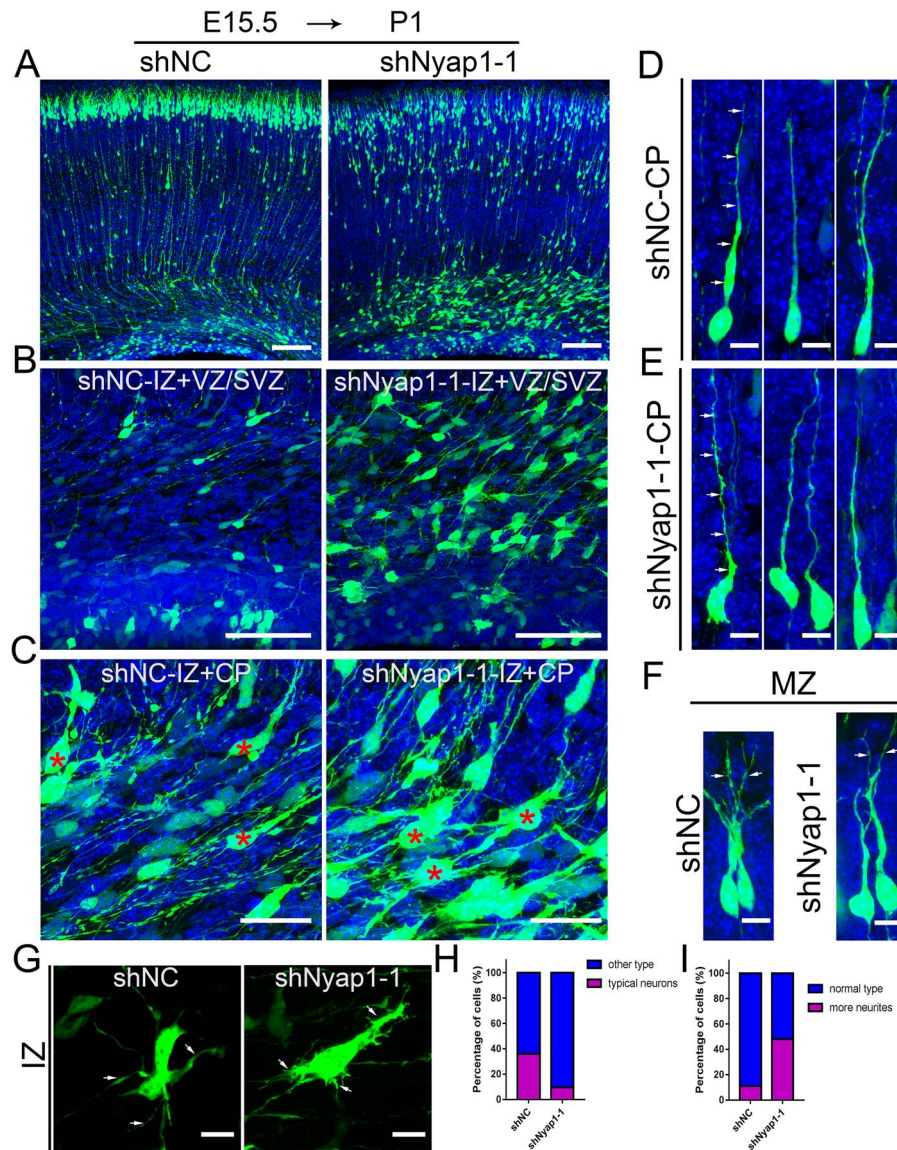 E15.5 → P1
shNC shNyap1-1
A
B
shNC-IZ+VZ/SVZ shNyap1-1-IZ+VZ/SVZ
C
shNC-IZ+CP shNyap1-1-IZ+CP
D
shNC-CP
E
shNyap1-1-CP
F
MZ
shNC
shNyap1-1
G
shNC shNyap1-1
IZ
H
other type
typical neurons
Percentage of cells (%)
100
80
60
40
20
0
shNC
shNyap1-1
I
normal type
more neurites
Percentage of cells (%)
100
80
60
40
20
0
shNC
shNyap1-1